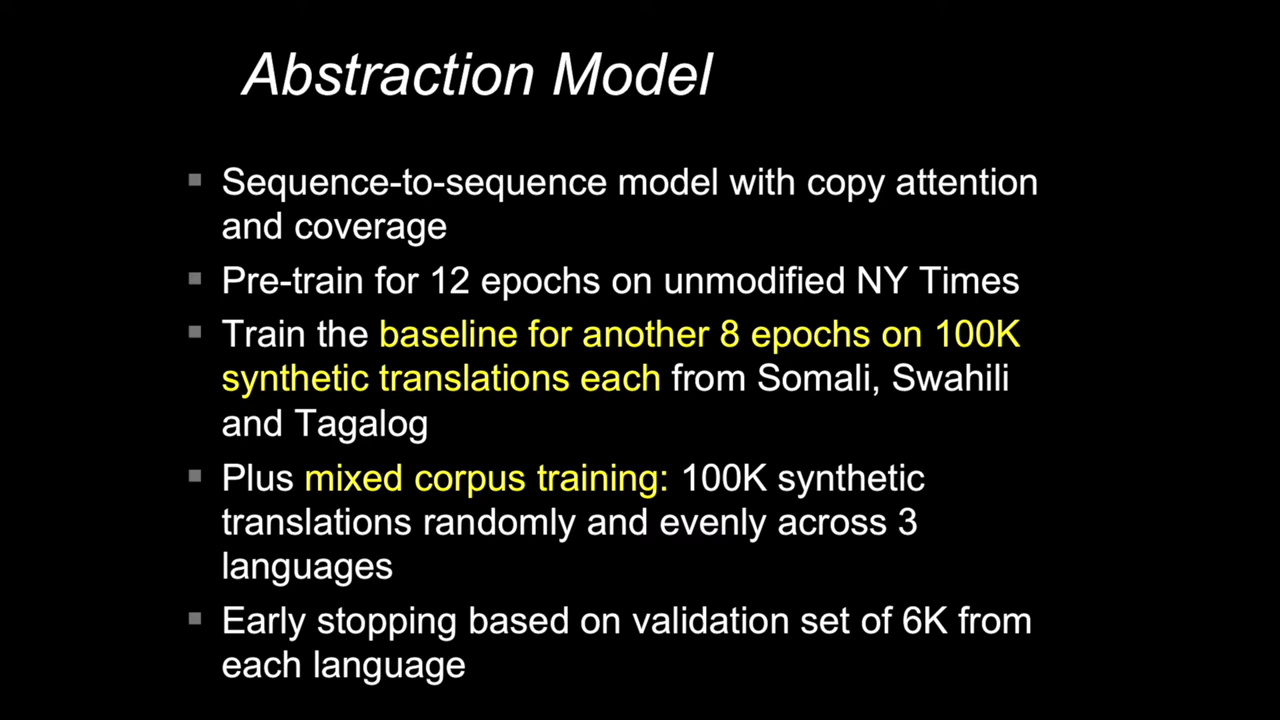 Abstraction Model
Sequence-to-sequence model with copy attention
and coverage
Pre-train for 12 epochs on unmodified NY Times
Train the baseline for another 8 epochs on 100K
synthetic translations each from Somali, Swahili
and Tagalog
Plus mixed corpus training: 100K synthetic
translations randomly and evenly across 3
languages
Early stopping based on validation set of 6K from
each language